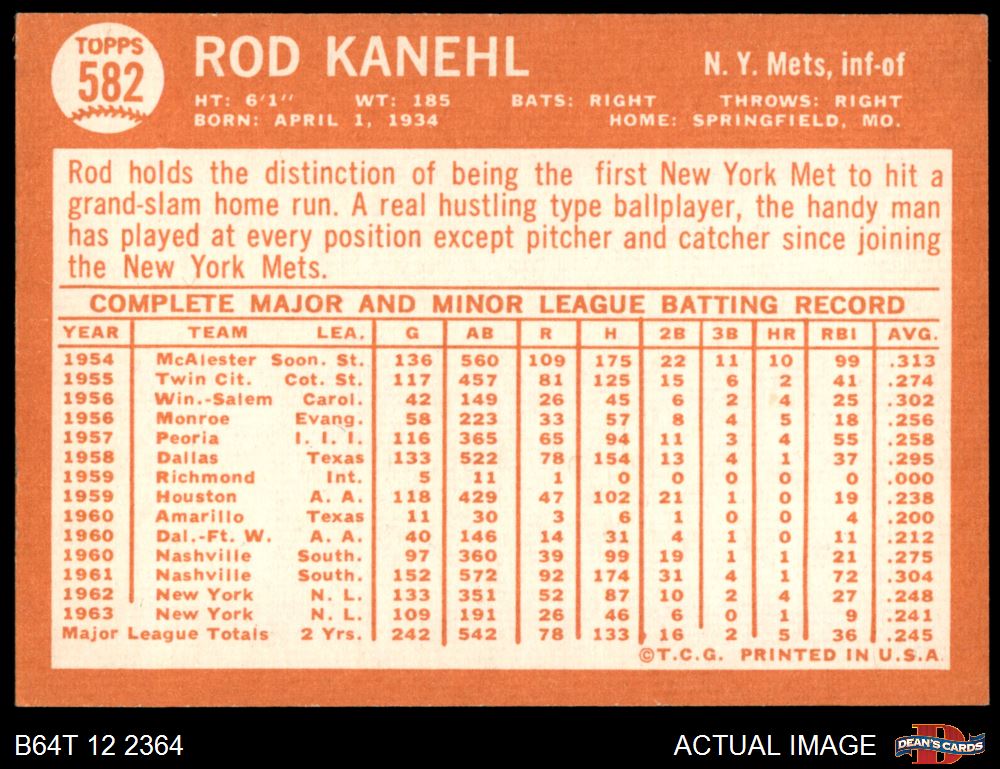 TOPPS
582
ROD KANEHL
N. Y. Mets, inf-of
HT: 6'1" WT: 185 BATS: RIGHT THROWS: RIGHT
BORN: APRIL 1, 1934 HOME: SPRINGFIELD, MO.
Rod holds the distinction of being the first New York Met to hit a
grand-slam home run. A real hustling type ballplayer, the handy man
has played at every position except pitcher and catcher since joining
the New York Mets.
COMPLETE MAJOR AND MINOR LEAGUE BATTING RECORD
YEAR TEAM LEA. G AB R H 2B 3B HR RBI AVG.
1954 McAlester Soon. St. 136 560 109 175 22 11 10 99 .313
1955 Twin Cit. Cot. St. 117 457 81 125 15 6 2 41 .274
1956 Win.-Salem Carol. 42 149 26 45 6 2 4 25 .302
1956 Monroe Evang. 58 223 33 57 8 4 5 18 .256
1957 Peoria I. I. I. 116 365 65 94 11 3 4 55 .258
1958 Dallas Texas 133 522 78 154 13 4 1 37 .295
1959 Richmond Int. 5 11 1 0 0 0 0 0 .000
1959 Houston A. A. 118 429 47 102 21 1 0 19 .238
1960 Amarillo Texas 11 30 3 6 1 0 0 4 .200
1960 Dal.-Ft. W. A. A. 40 146 14 31 4 1 0 11 .212
1960 Nashville South. 97 360 39 99 19 1 1 21 .275
1961 Nashville South. 152 572 92 174 31 4 1 72 .304
1962 New York N. L. 133 351 52 87 10 2 4 27 .248
1963 New York N. L. 109 191 26 46 6 0 1 9 .241
Major League Totals 2 Yrs. 242 542 78 133 16 2 5 36 .245
©T.C.G. PRINTED IN U.S.A.
B64T 12 2364
ACTUAL IMAGE
DEAN'S CARDS